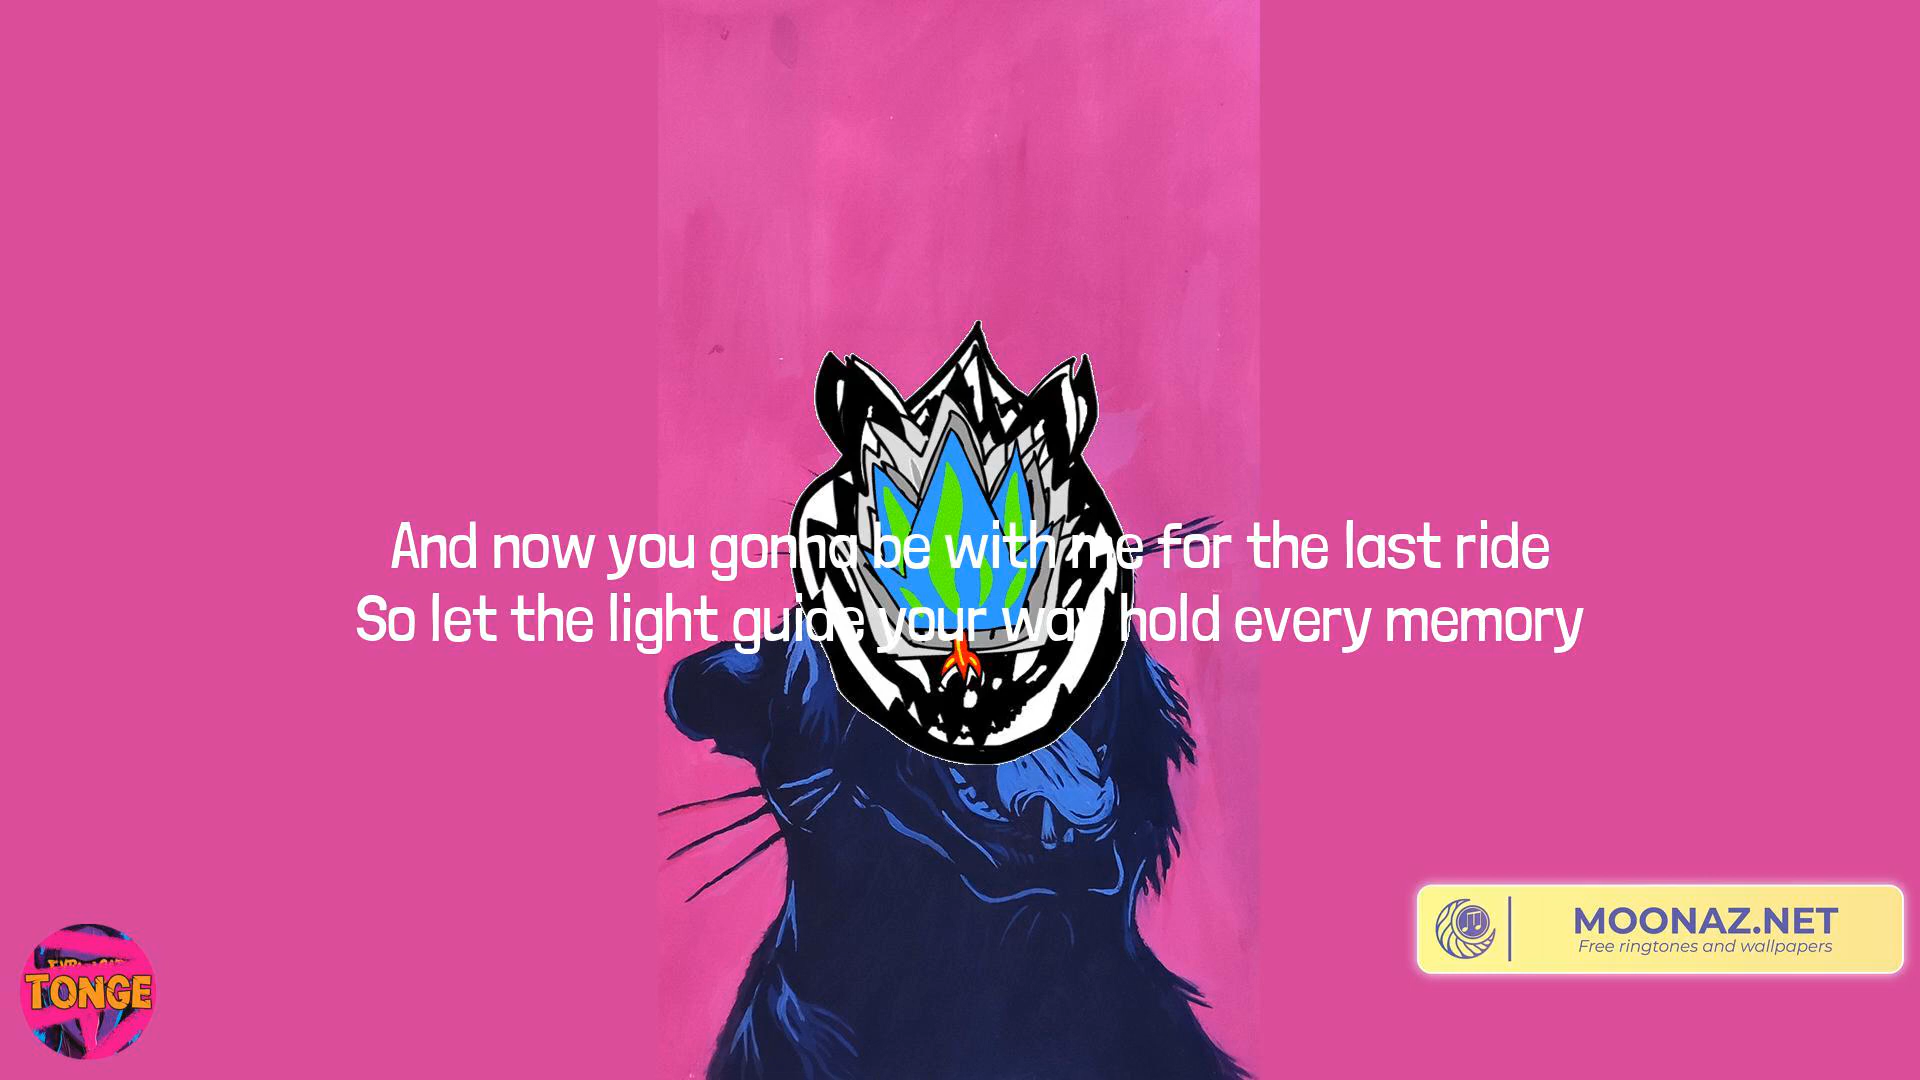 And now you gonna be with me for the last ride
So let the light guide your way hold every memory
MOONAZ.NET
Free ringtones and wallpapers
TONGE